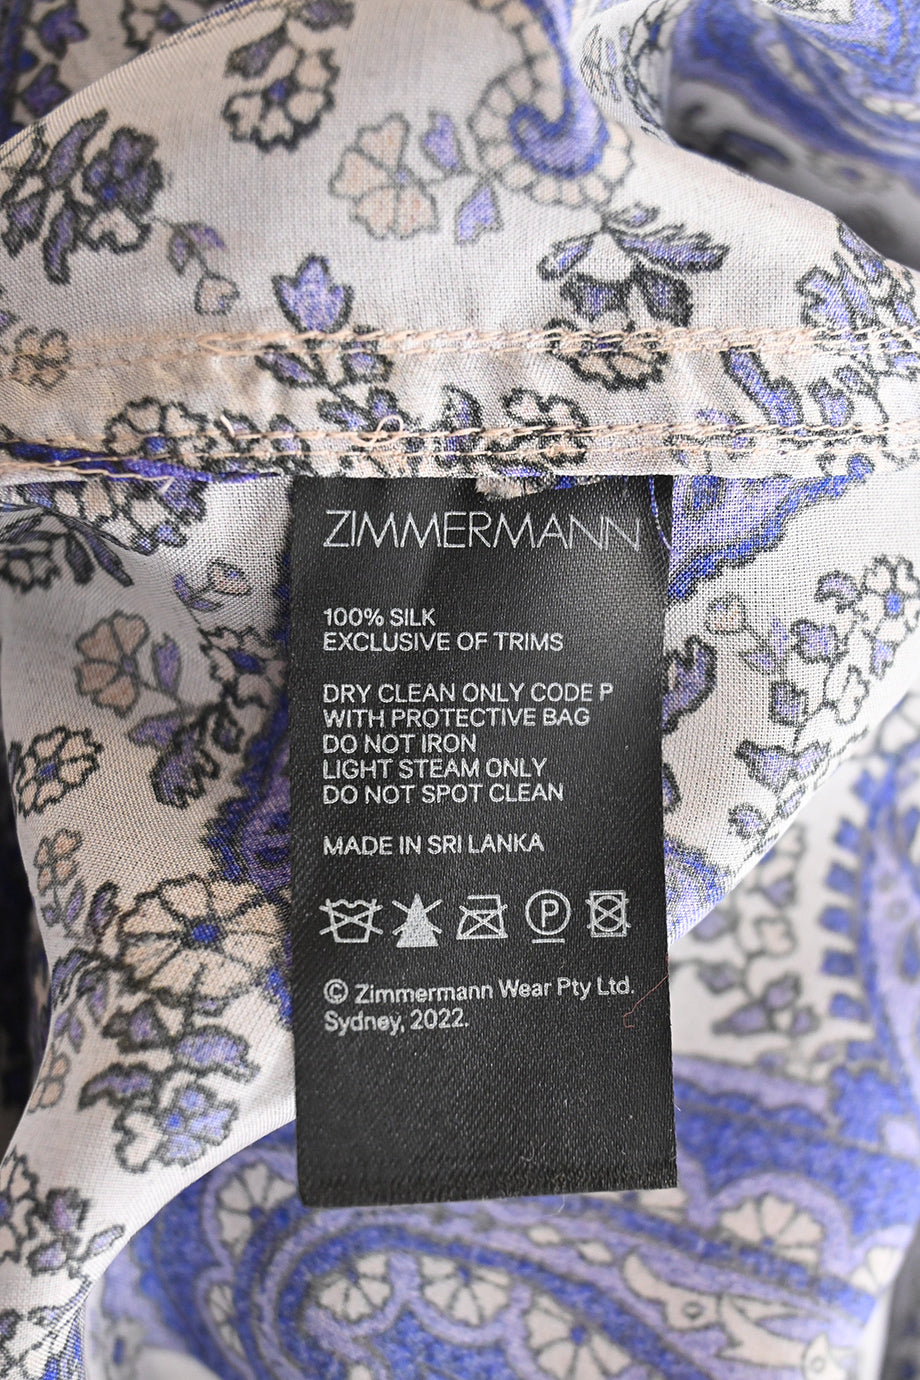 ZIMMERMANN
100% SILK
EXCLUSIVE OF TRIMS
DRY CLEAN ONLY CODE P
WITH PROTECTIVE BAG
DO NOT IRON
LIGHT STEAM ONLY
DO NOT SPOT CLEAN
MADE IN SRI LANKA
P
© Zimmermann Wear Pty Ltd.
Sydney, 2022.